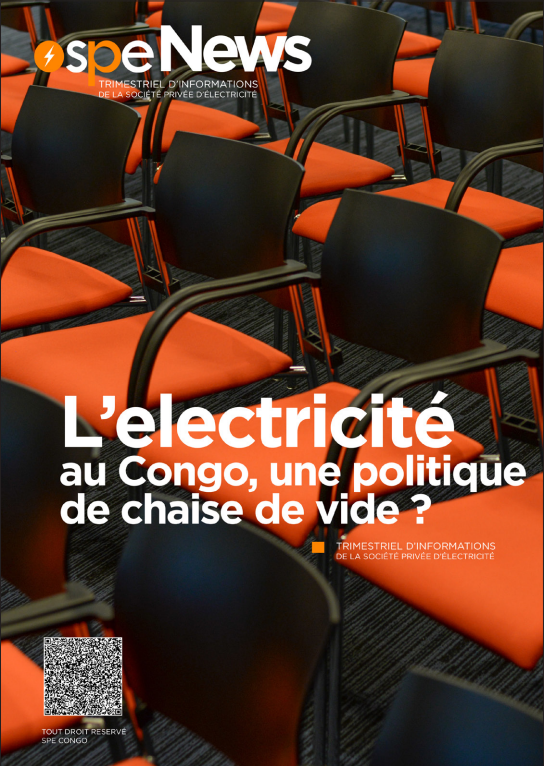 speNews
TRIMESTRIEL D'INFORMATIONS
DE LA SOCIÉTÉ PRIVÉE D'ÉLECTRICITÉ
L'electricité
au Congo, une politique
de chaise de vide ?
TRIMESTRIEL D'INFORMATIONS
DE LA SOCIÉTÉ PRIVÉE D'ÉLECTRICITÉ
TOUT DROIT RESERVÉ
SPE CONGO